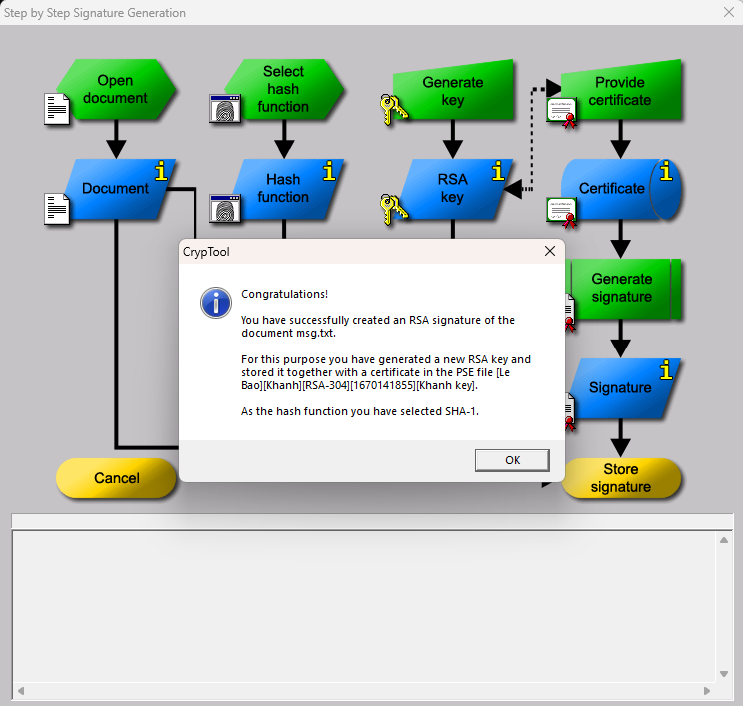 Step by Step Signature Generation
Open
document
Select
hash
function
Generate
key
Provide
certificate
Document
Hash
function
RSA
key
Certificate
Generate
signature
Signature
Store
signature
Cancel
CrypTool
Congratulations!
You have successfully created an RSA signature of the
document msg.txt.
For this purpose you have generated a new RSA key and
stored it together with a certificate in the PSE file [Le
Bao][Khanh][RSA-304][1670141855][Khanh key].
As the hash function you have selected SHA-1.
OK